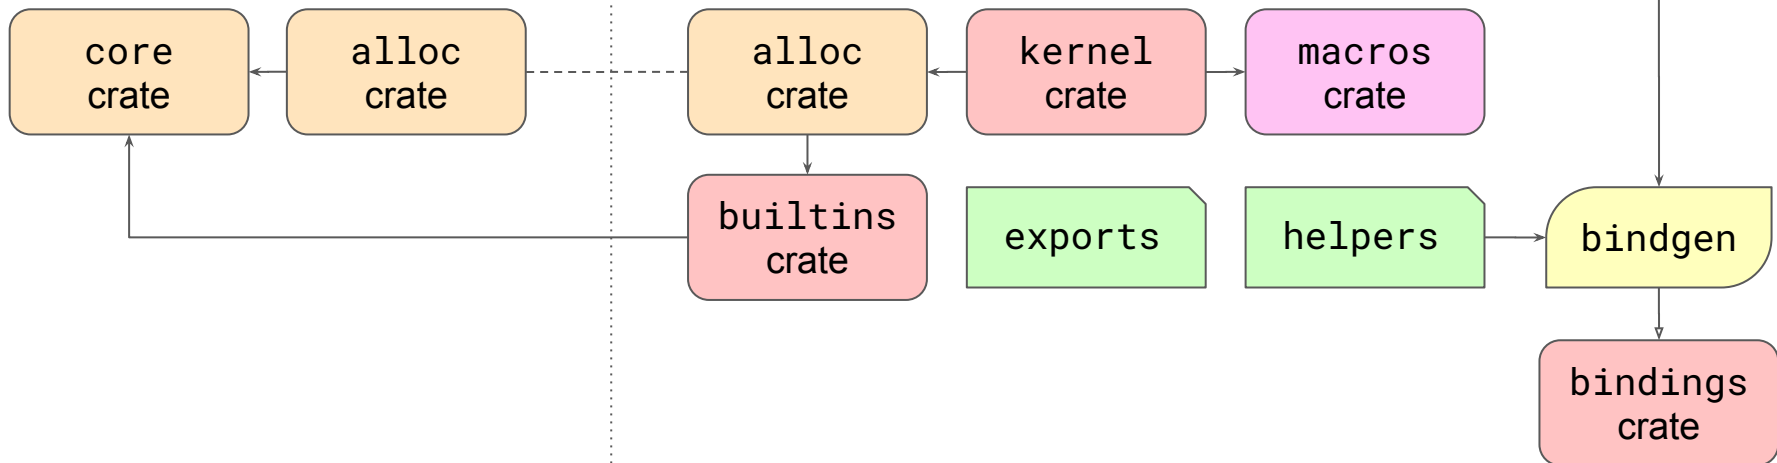 core
crate
alloc
crate
alloc
crate
kernel
crate
macros
crate
builtins
crate
exports
helpers
bindgen
bindings
crate